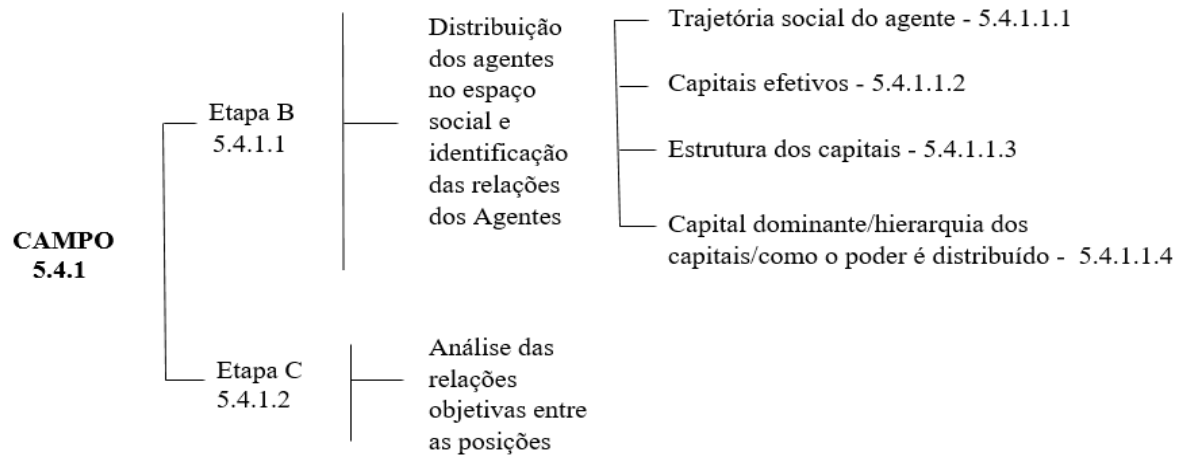 CAMPO
5.4.1
Etapa B
5.4.1.1
Distribuição
dos agentes
no espaço
social e
identificação
das relações
dos Agentes
Trajetória social do agente - 5.4.1.1.1
Capitais efetivos - 5.4.1.1.2
Estrutura dos capitais - 5.4.1.1.3
Capital dominante/hierarquia dos
capitais/como o poder é distribuído - 5.4.1.1.4
Etapa C
5.4.1.2
Análise das
relações
objetivas entre
as posições